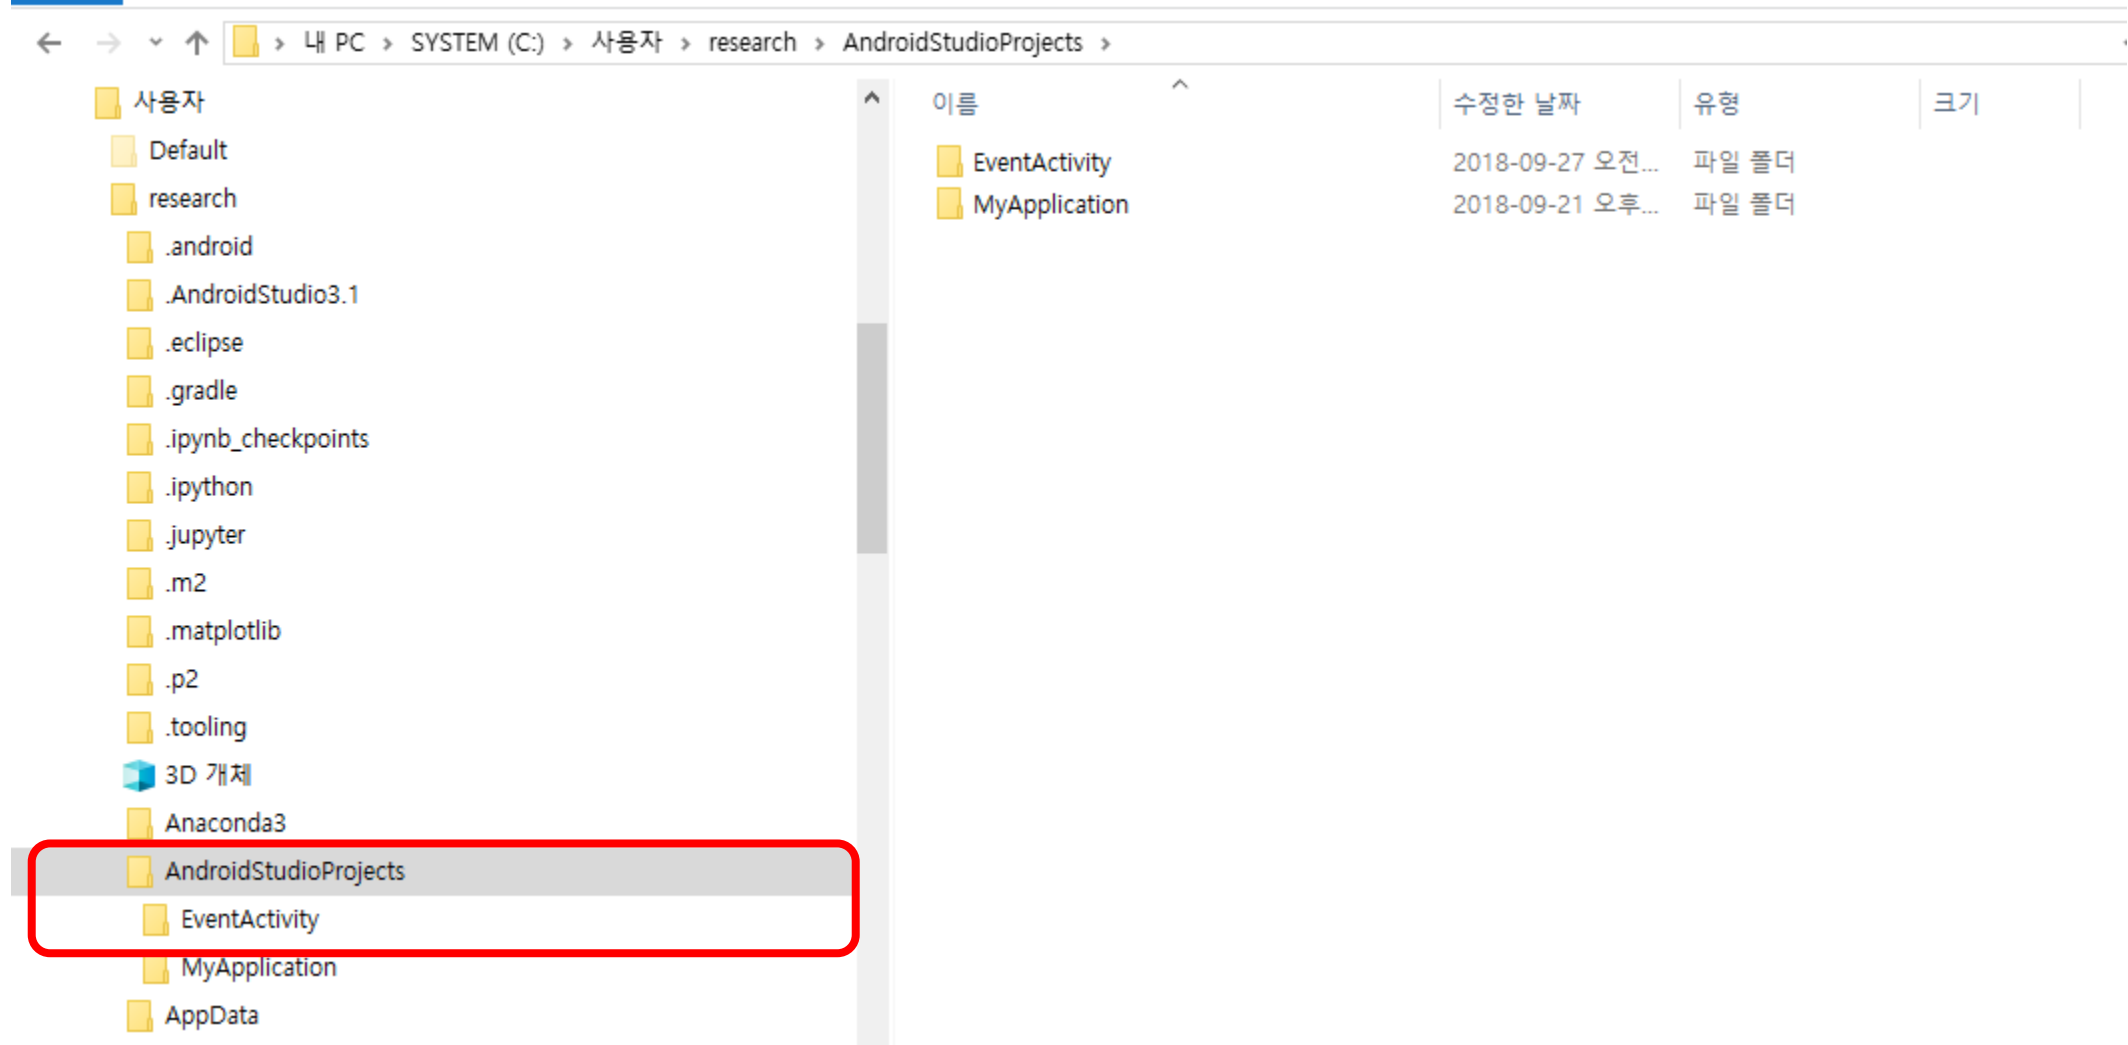 내 PC > SYSTEM (C:) > 사용자 > research > AndroidStudioProjects >
사용자
Default
research
.android
.AndroidStudio3.1
.eclipse
.gradle
.ipynb_checkpoints
.ipython
.jupyter
.m2
.matplotlib
.p2
.tooling
3D 개체
Anaconda3
AndroidStudioProjects
EventActivity
MyApplication
AppData
이름 수정한 날짜 유형 크기
EventActivity 2018-09-27 오전... 파일 폴더
MyApplication 2018-09-21 오후... 파일 폴더